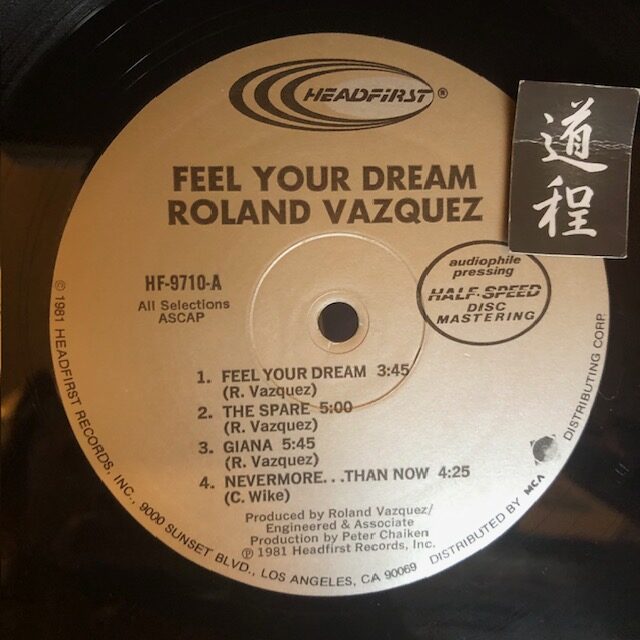 HEADFIRST®
道程
FEEL YOUR DREAM
ROLAND VAZQUEZ
HF-9710-A
All Selections
ASCAP
audiophile
pressing
HALF-SPEED
DISC
MASTERING
1. FEEL YOUR DREAM 3:45
(R. Vazquez)
2. THE SPARE 5:00
(R. Vazquez)
3. GIANA 5:45
(R. Vazquez)
4. NEVERMORE...THAN NOW 4:25
(C. Wike)
Produced by Roland Vazquez/
Engineered & Associate
Production by Peter Chaiken
℗ 1981 Headfirst Records, Inc.
© 1981 HEADFIRST RECORDS, INC., 9000 SUNSET BLVD., LOS ANGELES, CA 90069 DISTRIBUTED BY MCA DISTRIBUTING CORP.